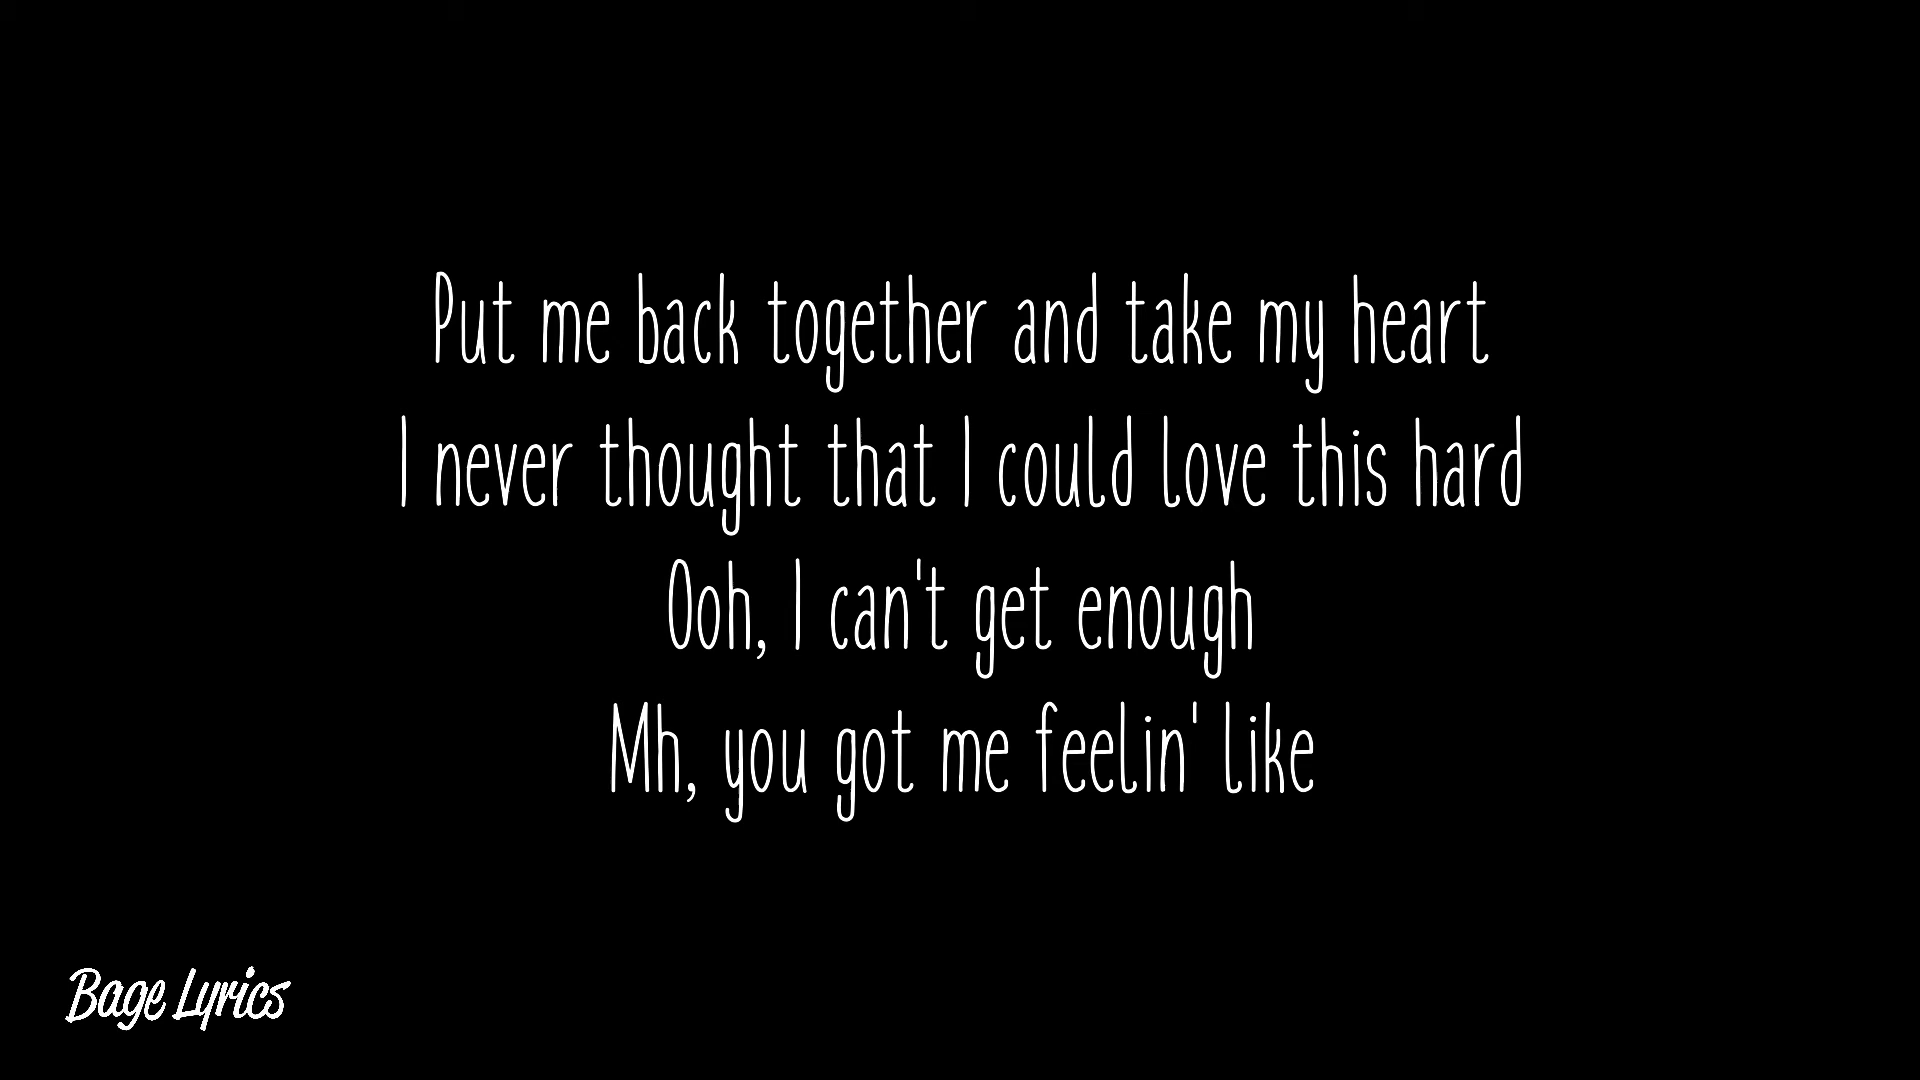 Put me back together and take my heart
I never thought that I could love this hard
Ooh, I can't get enough
Mh, you got me feelin' like
Bage Lyrics